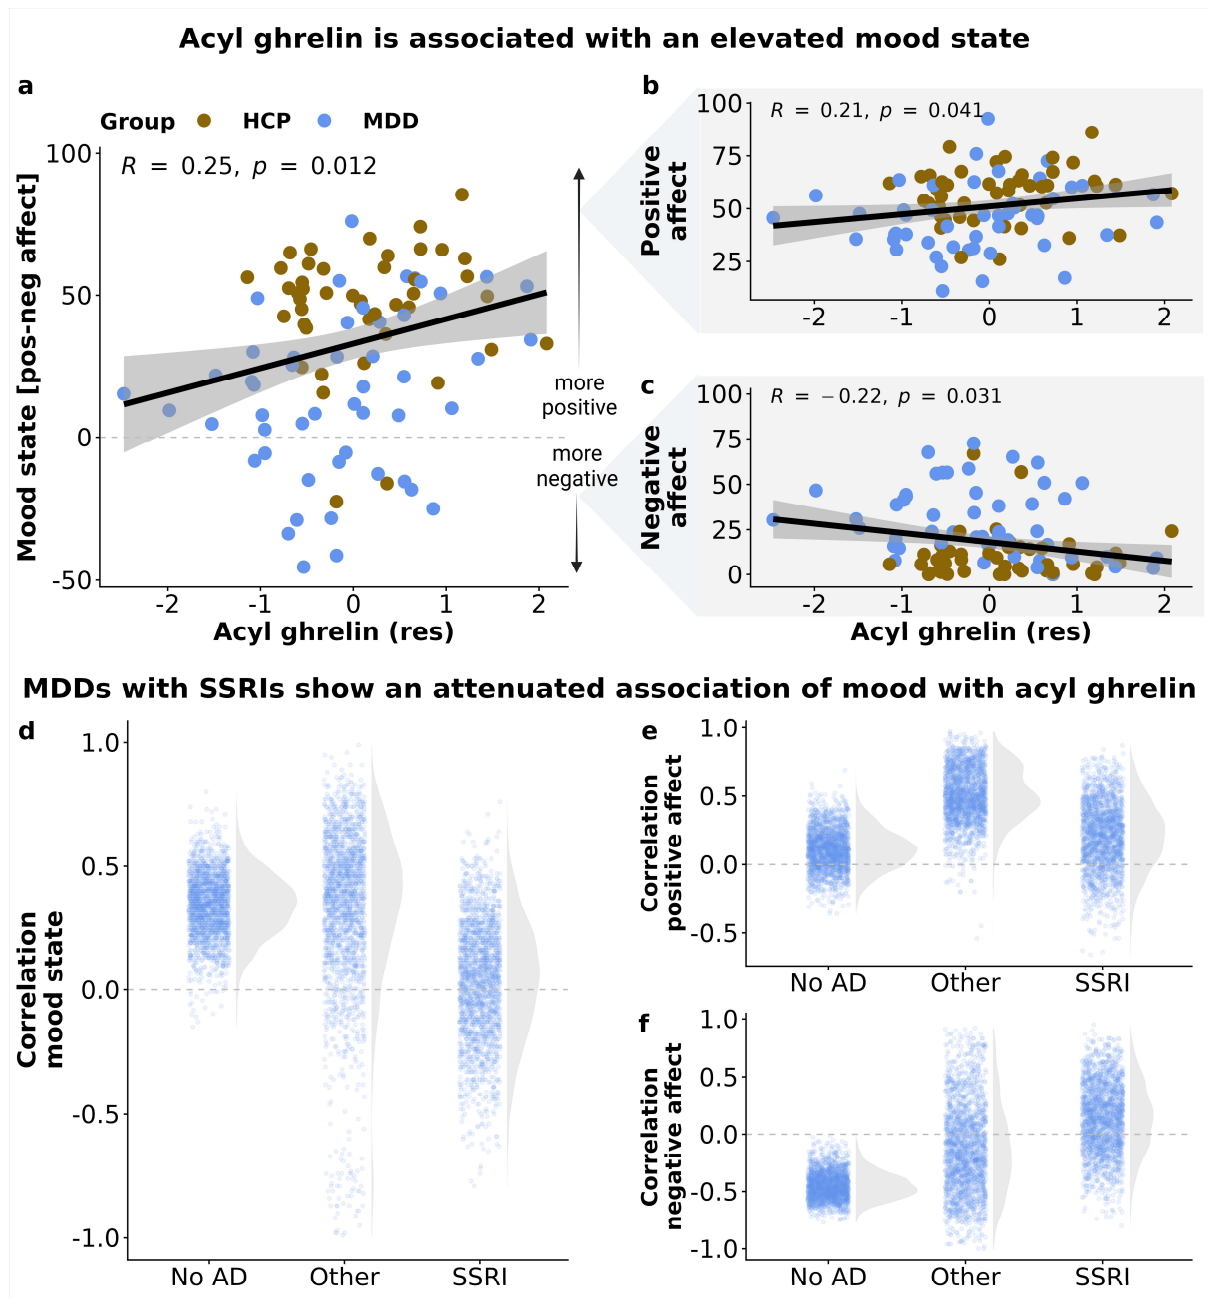 Acyl ghrelin is associated with an elevated mood state
a
Group HCP MDD
R = 0.25, p = 0.012
Mood state [pos-neg affect]
100
50
0
-50
-2 -1 0 1 2
Acyl ghrelin (res)
more
positive
more
negative
b
R = 0.21, p = 0.041
Positive
affect
100
75
50
25
-2 -1 0 1 2
c
R = −0.22, p = 0.031
Negative
affect
100
75
50
25
0
-2 -1 0 1 2
Acyl ghrelin (res)
MDDs with SSRIs show an attenuated association of mood with acyl ghrelin
d
Correlation
mood state
1.0
0.5
0.0
-0.5
-1.0
No AD Other SSRI
e
Correlation
positive affect
1.0
0.5
0.0
-0.5
No AD Other SSRI
f
Correlation
negative affect
1.0
0.5
0.0
-0.5
-1.0
No AD Other SSRI